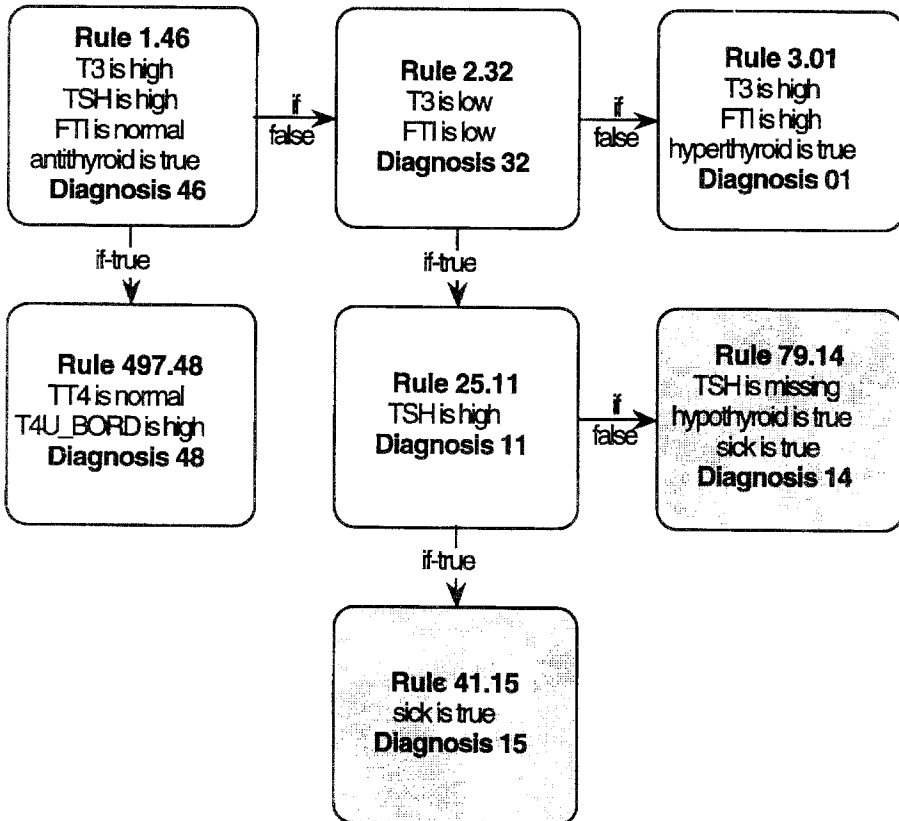 Rule 1.46
T3 is high
TSH is high
FTI is normal
antithyroid is true
Diagnosis 46
if
false
Rule 2.32
T3 is low
FTI is low
Diagnosis 32
if
false
Rule 3.01
T3 is high
FTI is high
hyperthyroid is true
Diagnosis 01
if-true
if-true
Rule 497.48
TT4 is normal
T4U_BORD is high
Diagnosis 48
Rule 25.11
TSH is high
Diagnosis 11
if
false
Rule 79.14
TSH is missing
hypothyroid is true
sick is true
Diagnosis 14
if-true
Rule 41.15
sick is true
Diagnosis 15